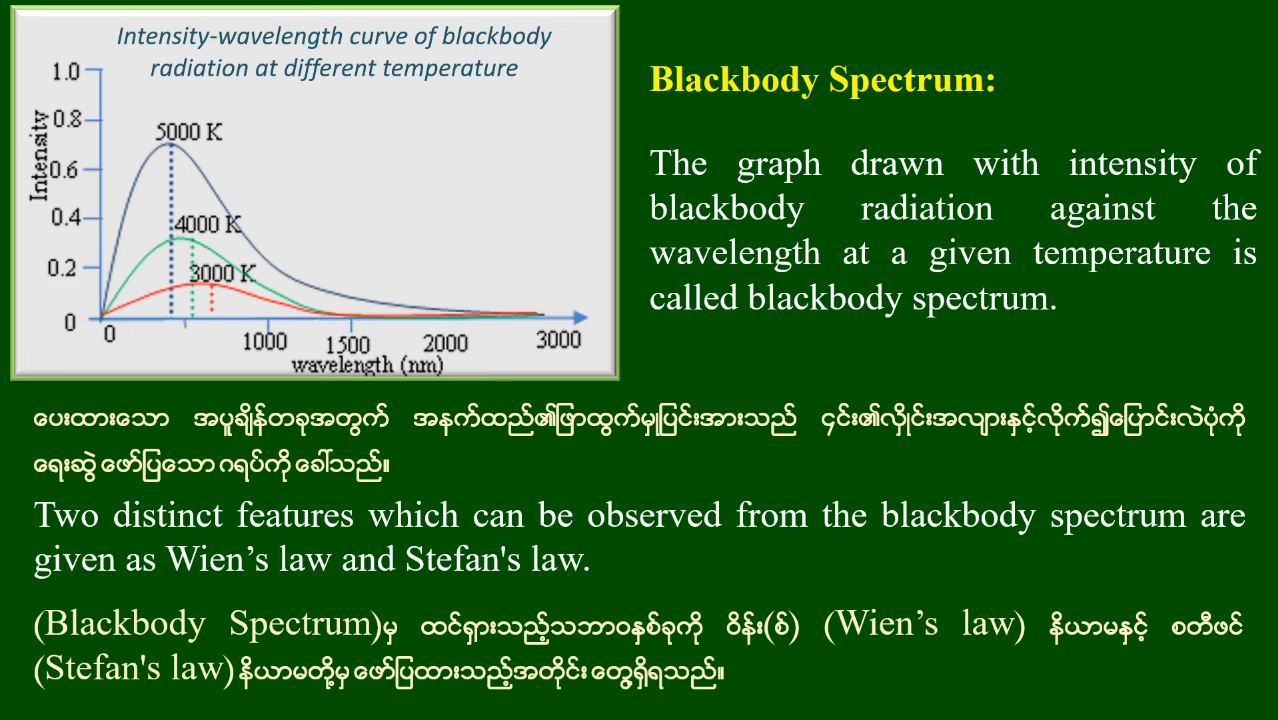 Intensity-wavelength curve of blackbody
radiation at different temperature
1.0
0.8
0.6
0.4
0.2
0
Intensity
5000 K
4000 K
3000 K
0
1000
1500
2000
3000
wavelength (nm)
Blackbody Spectrum:
The graph drawn with intensity of
blackbody radiation against the
wavelength at a given temperature is
called blackbody spectrum.
ပေးထားသော အပူချိန်တခုအတွက် အနက်ထည်၏ဖြာထွက်မှုပြင်းအားသည် ၄င်း၏လှိုင်းအလျားနှင့်လိုက်၍ပြောင်းလဲပုံကို
ရေးဆွဲ ဖော်ပြသော ဂရပ်ကို ခေါ်သည်။
Two distinct features which can be observed from the blackbody spectrum are
given as Wien’s law and Stefan's law.
(Blackbody Spectrum)မှ ထင်ရှားသည့်သဘာဝနှစ်ခုကို ဝိန်း(စ်) (Wien’s law) နိယာမနှင့် စတီဖင်
(Stefan's law) နိယာမတို့မှ ဖော်ပြထားသည့်အတိုင်း တွေ့ရှိရသည်။